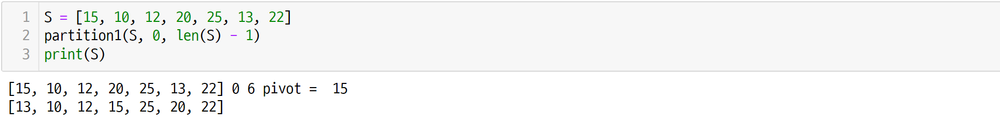 1 S = [15, 10, 12, 20, 25, 13, 22]
2 partition1(S, 0, len(S) - 1)
3 print(S)
[15, 10, 12, 20, 25, 13, 22] 0 6 pivot =  15
[13, 10, 12, 15, 25, 20, 22]